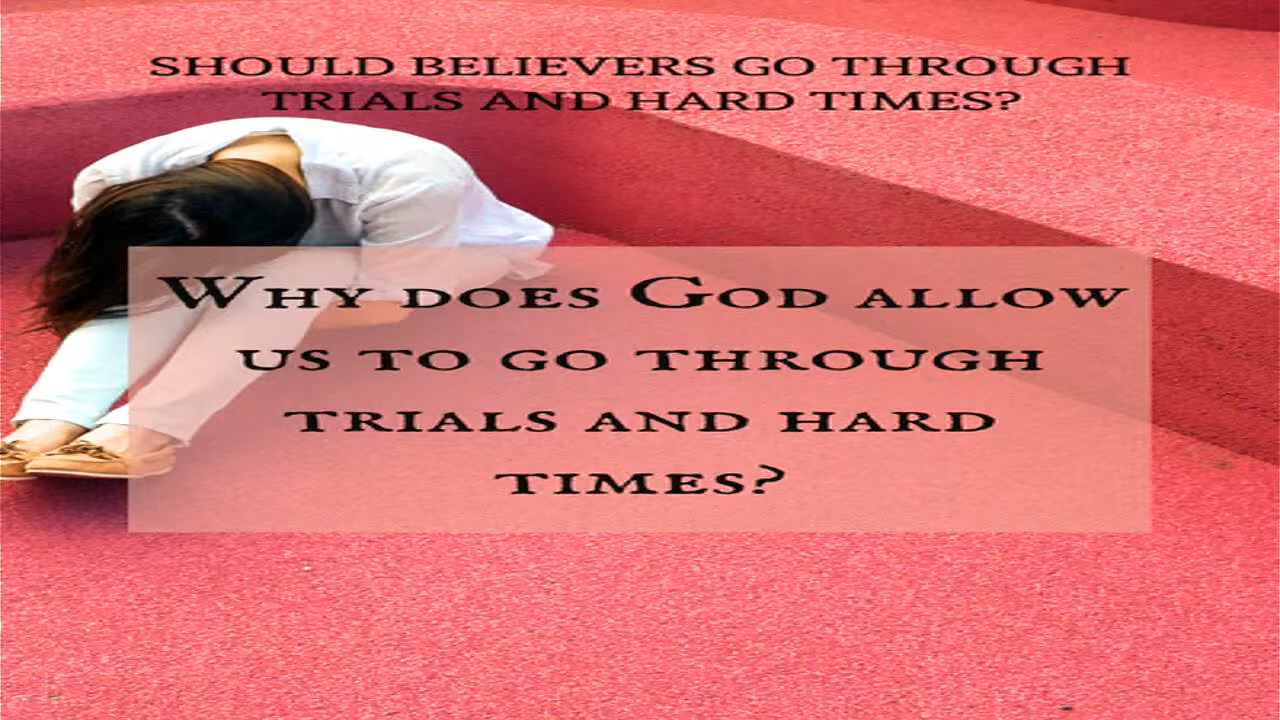 SHOULD BELIEVERS GO THROUGH
TRIALS AND HARD TIMES?
WHY DOES GOD ALLOW
US TO GO THROUGH
TRIALS AND HARD
TIMES?